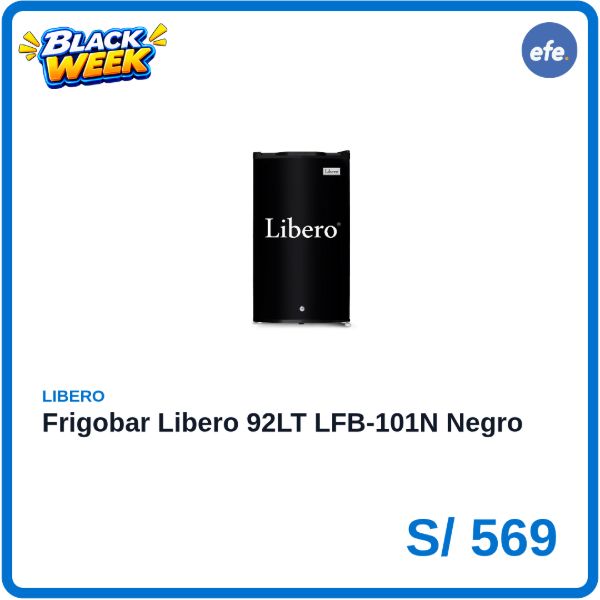 BLACK
WEEK
efe.
Libero
Libero®
LIBERO
Frigobar Libero 92LT LFB-101N Negro
S/ 569